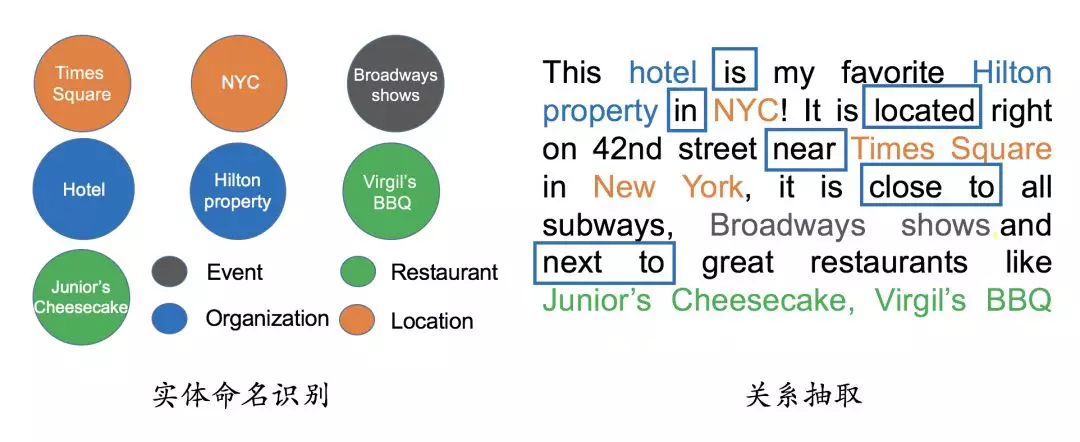 Times
Square
NYC
Broadways
shows
Hotel
Hilton
property
Virgil's
BBQ
Junior's
Cheesecake
Event
Restaurant
Organization
Location
实体命名识别
This hotel is my favorite Hilton
property in NYC! It is located right
on 42nd street near Times Square
in New York, it is close to all
subways, Broadways shows and
next to great restaurants like
Junior's Cheesecake, Virgil's BBQ
关系抽取